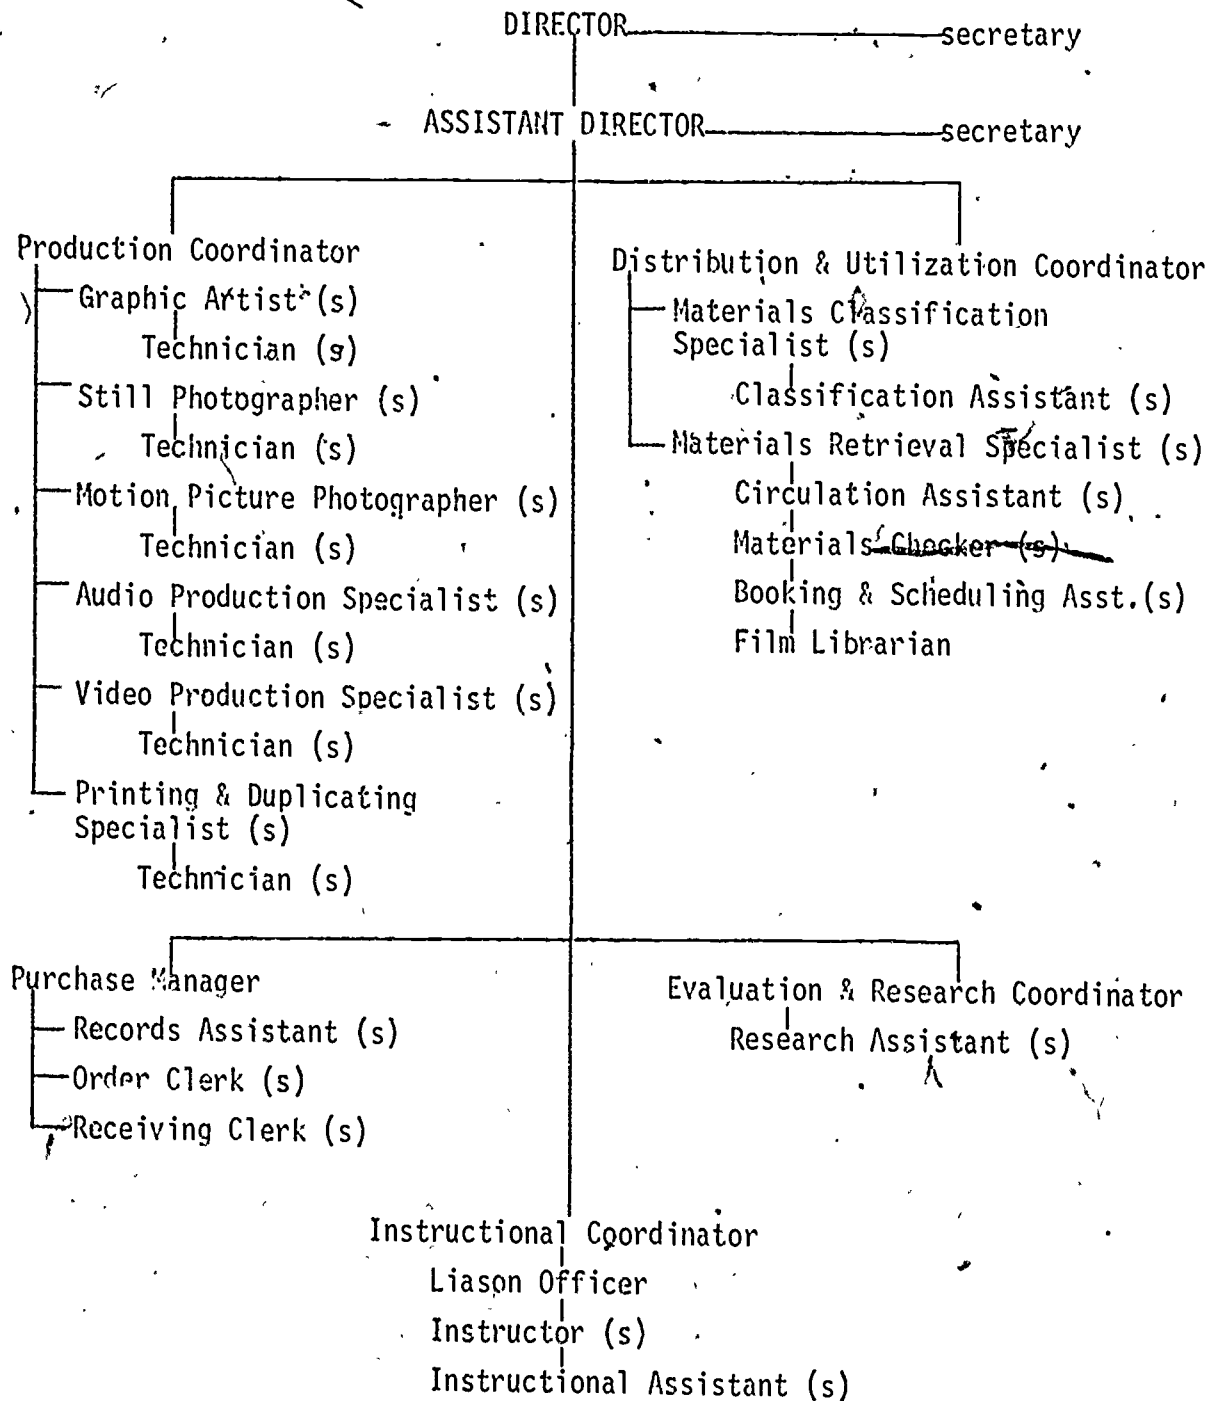 DIRECTOR secretary
ASSISTANT DIRECTOR secretary
Production Coordinator
Graphic Artist (s)
Technician (s)
Still Photographer (s)
Technician (s)
Motion Picture Photographer (s)
Technician (s)
Audio Production Specialist (s)
Technician (s)
Video Production Specialist (s)
Technician (s)
Printing & Duplicating
Specialist (s)
Technician (s)
Distribution & Utilization Coordinator
Materials Classification
Specialist (s)
Classification Assistant (s)
Materials Retrieval Specialist (s)
Circulation Assistant (s)
Materials Checker (s)
Booking & Scheduling Asst.(s)
Film Librarian
Purchase Manager
Records Assistant (s)
Order Clerk (s)
Receiving Clerk (s)
Evaluation & Research Coordinator
Research Assistant (s)
Instructional Coordinator
Liason Officer
Instructor (s)
Instructional Assistant (s)